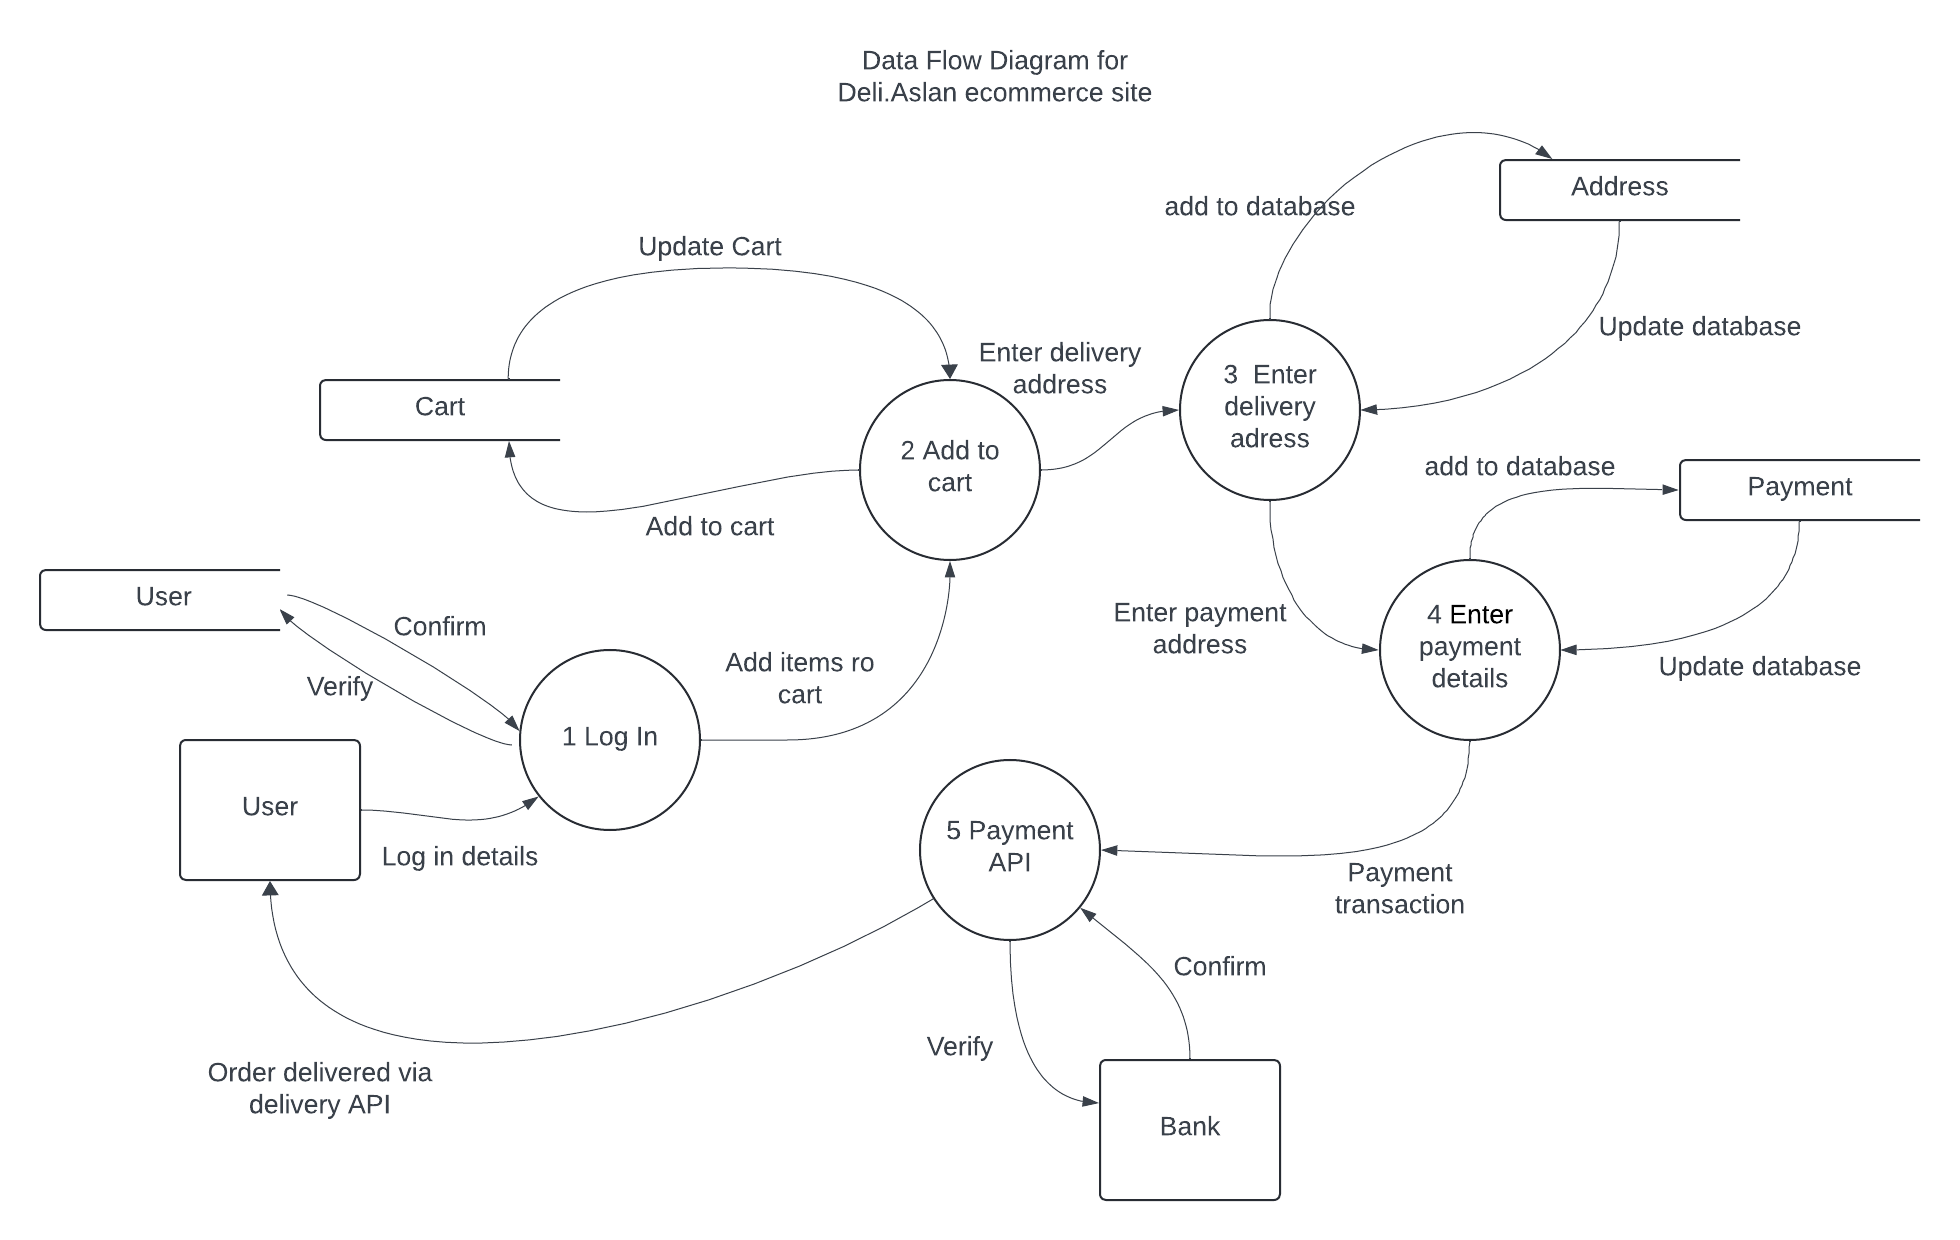 Data Flow Diagram for
Deli.Aslan ecommerce site
Address
add to database
Update Cart
Update database
Enter delivery
address
3  Enter
delivery
adress
Cart
2 Add to
cart
add to database
Payment
Add to cart
User
Confirm
Enter payment
address
4 Enter
payment
details
Add items ro
cart
Verify
Update database
1 Log In
User
5 Payment
API
Log in details
Payment
transaction
Confirm
Verify
Order delivered via
delivery API
Bank